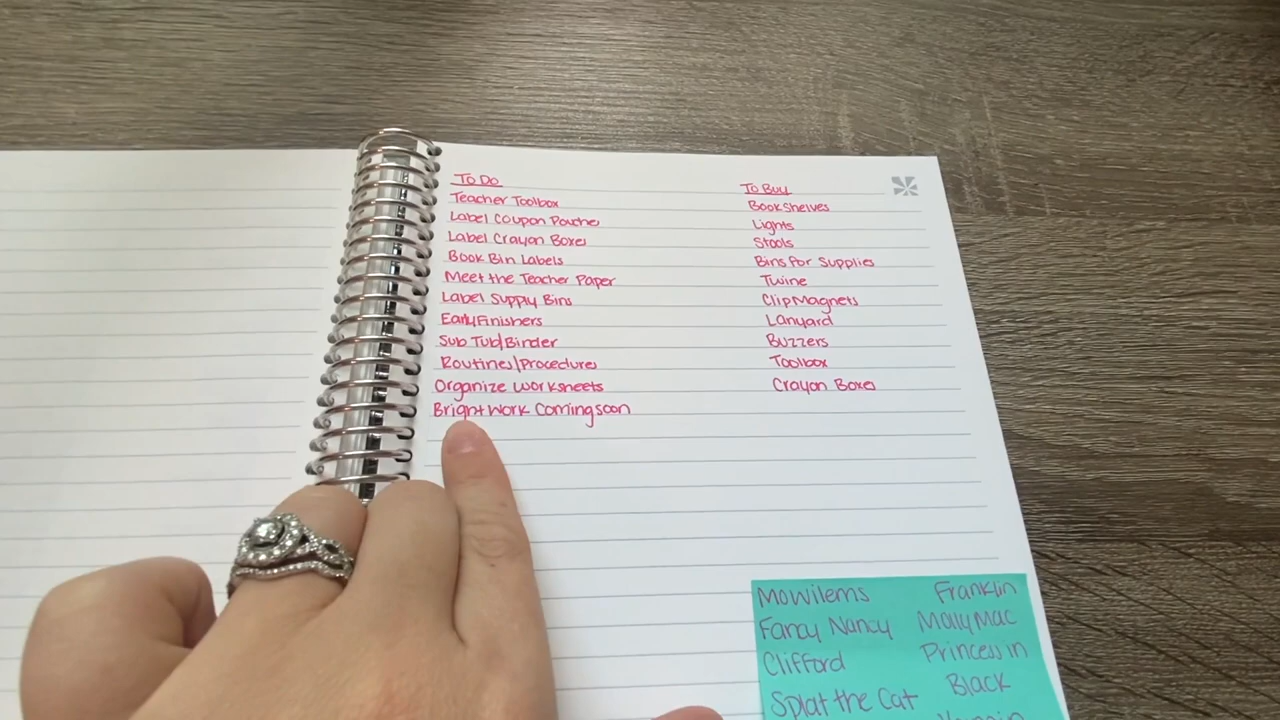 To Do
Teacher Toolbox
Label Coupon Pouches
Label Crayon Boxes
Book Bin Labels
Meet the Teacher Paper
Label Supply Bins
Early Finishers
Sub Tub/Binder
Routines/Procedures
Organize Worksheets
Bright Work Coming soon
To Buy
Book Shelves
Lights
Stools
Bins for Supplies
Twine
Clip Magnets
Lanyard
Buzzers
Toolbox
Crayon Boxes
Mo Wilems
Fancy Nancy
Clifford
Splat the Cat
Franklin
Molly Mac
Princess in
Black